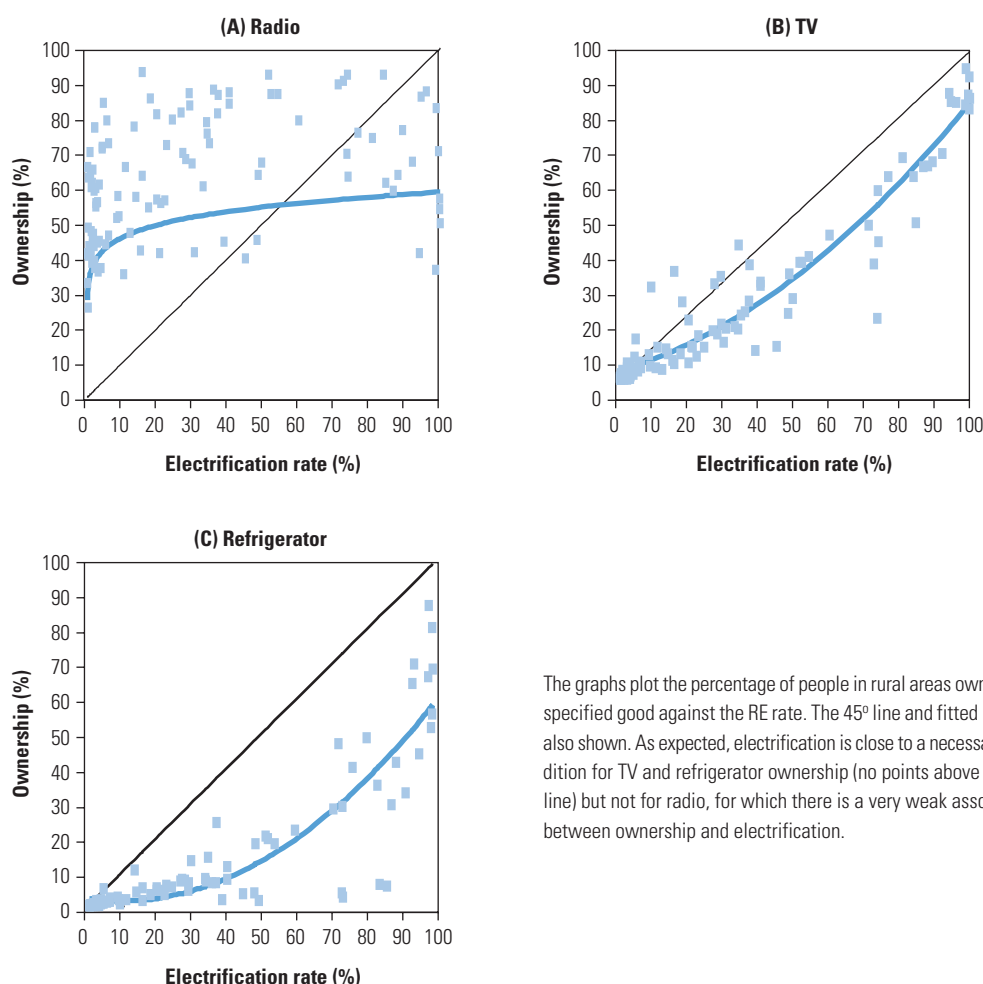 (A) Radio
100
90
80
70
60
50
40
30
20
10
0
Ownership (%)
0 10 20 30 40 50 60 70 80 90 100
Electrification rate (%)
(B) TV
100
90
80
70
60
50
40
30
20
10
0
Ownership (%)
0 10 20 30 40 50 60 70 80 90 100
Electrification rate (%)
(C) Refrigerator
100
90
80
70
60
50
40
30
20
10
0
Ownership (%)
0 10 20 30 40 50 60 70 80 90 100
Electrification rate (%)
The graphs plot the percentage of people in rural areas own
specified good against the RE rate. The 45º line and fitted
also shown. As expected, electrification is close to a necessa
dition for TV and refrigerator ownership (no points above
line) but not for radio, for which there is a very weak asso
between ownership and electrification.